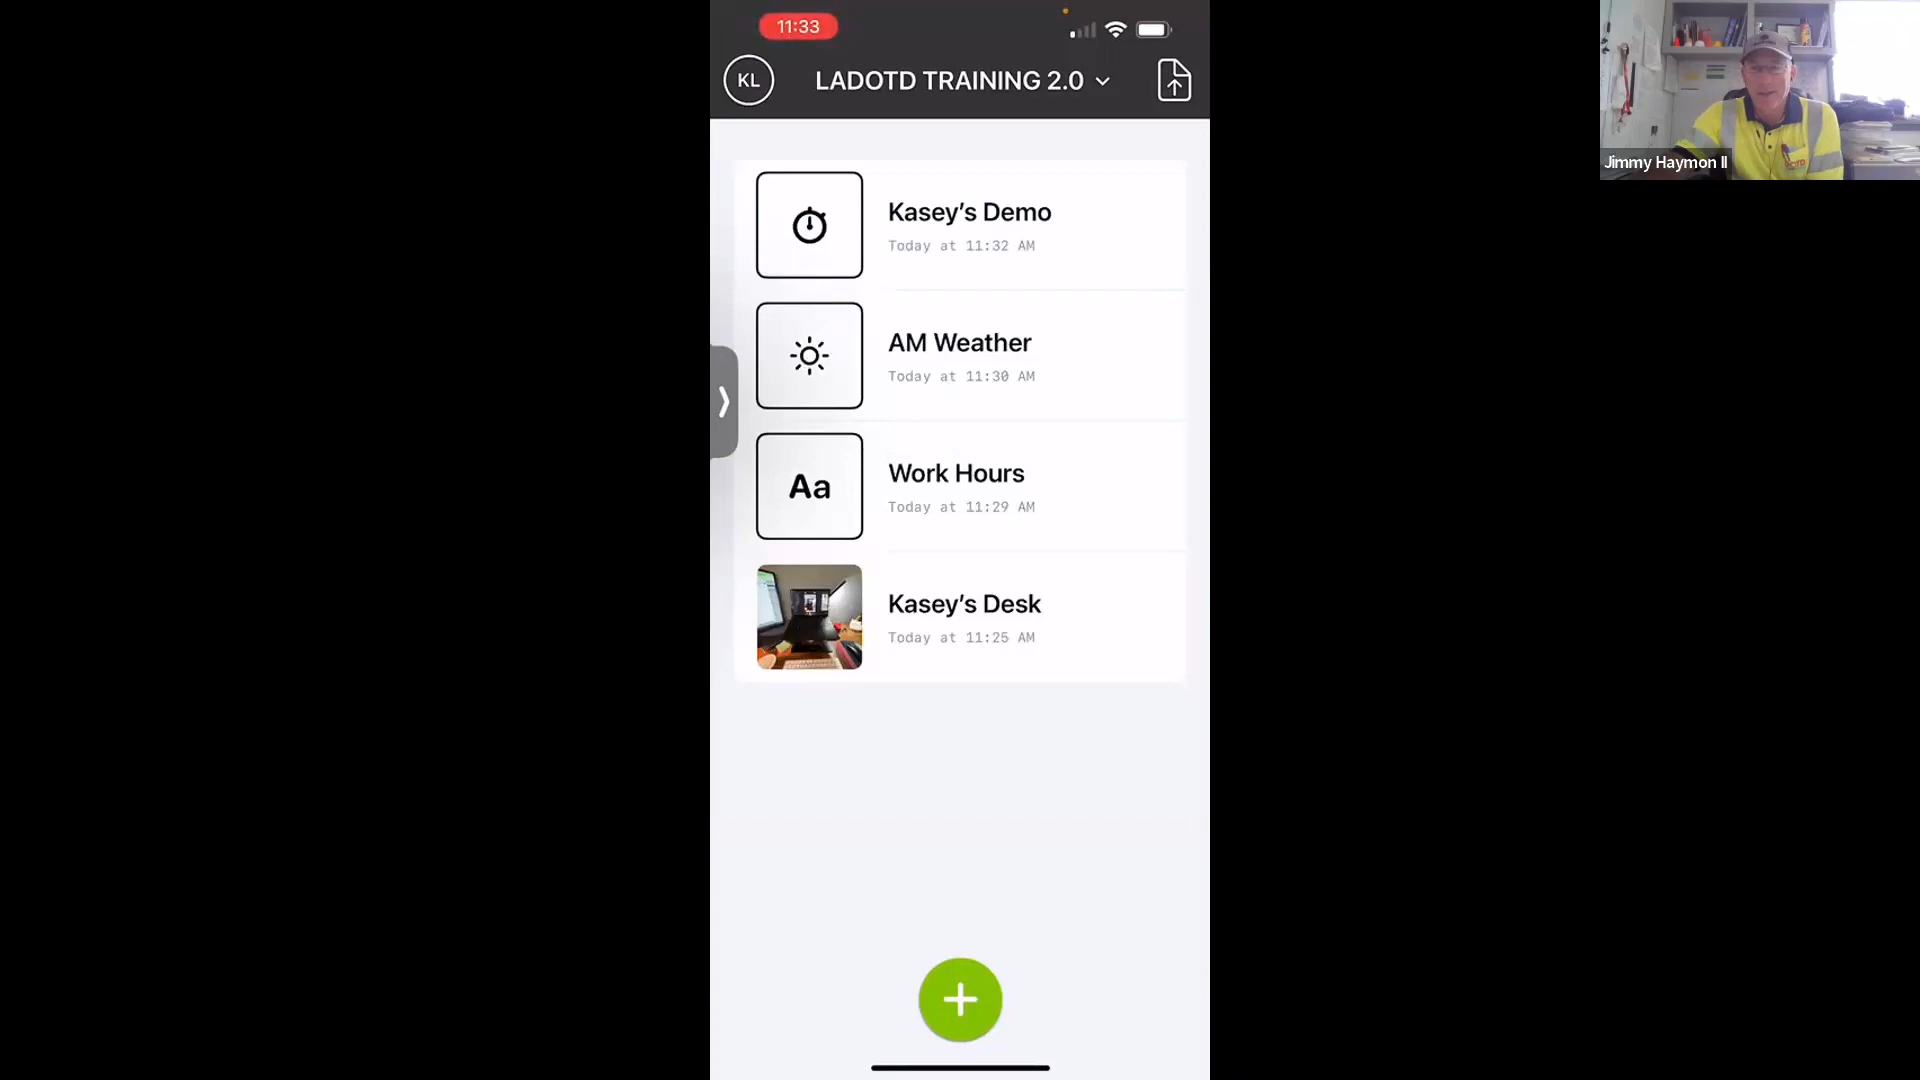 11:33
KL
LADOTD TRAINING 2.0
Kasey's Demo
Today at 11:32 AM
AM Weather
Today at 11:30 AM
Aa
Work Hours
Today at 11:29 AM
Kasey's Desk
Today at 11:25 AM
Jimmy Haymon II